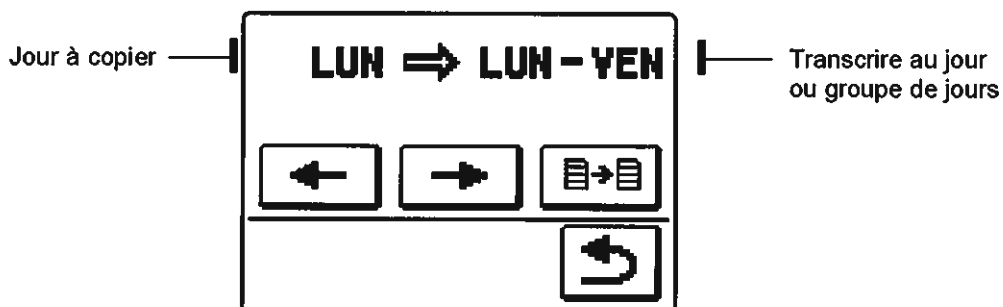 Jour à copier
LUN ⇒ LUN-VEN
Transcrire au jour
ou groupe de jours